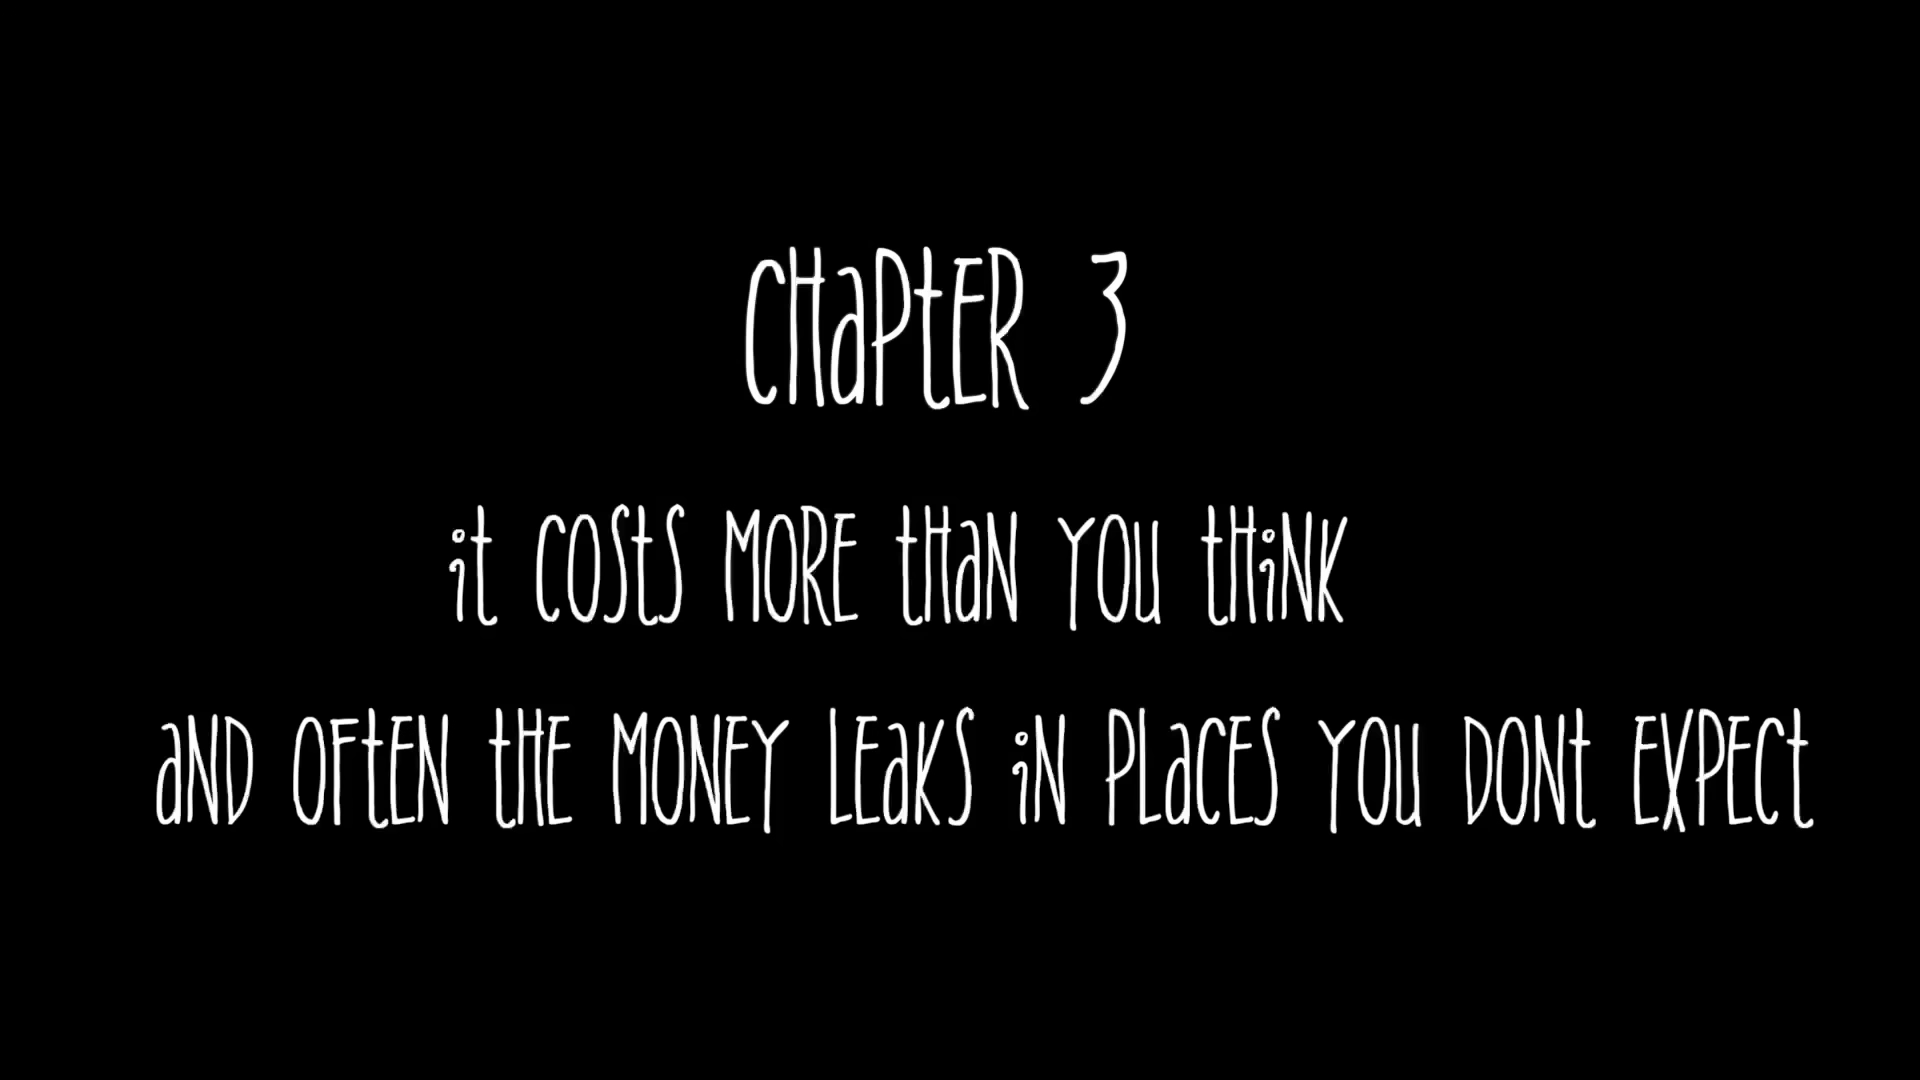 CHAPTER 3
it COSTS MORE THAN YOU THINK
AND OFTEN THE MONEY LEAKS IN PLACES YOU DONT EXPECT